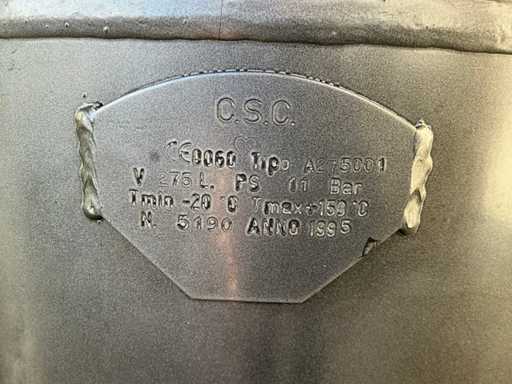 C.S.C.
CE0060 Tipo A275001
V 275 L. PS 11 Bar
Tmin -20°C Tmax+150°C
N. 5190 ANNO 1995